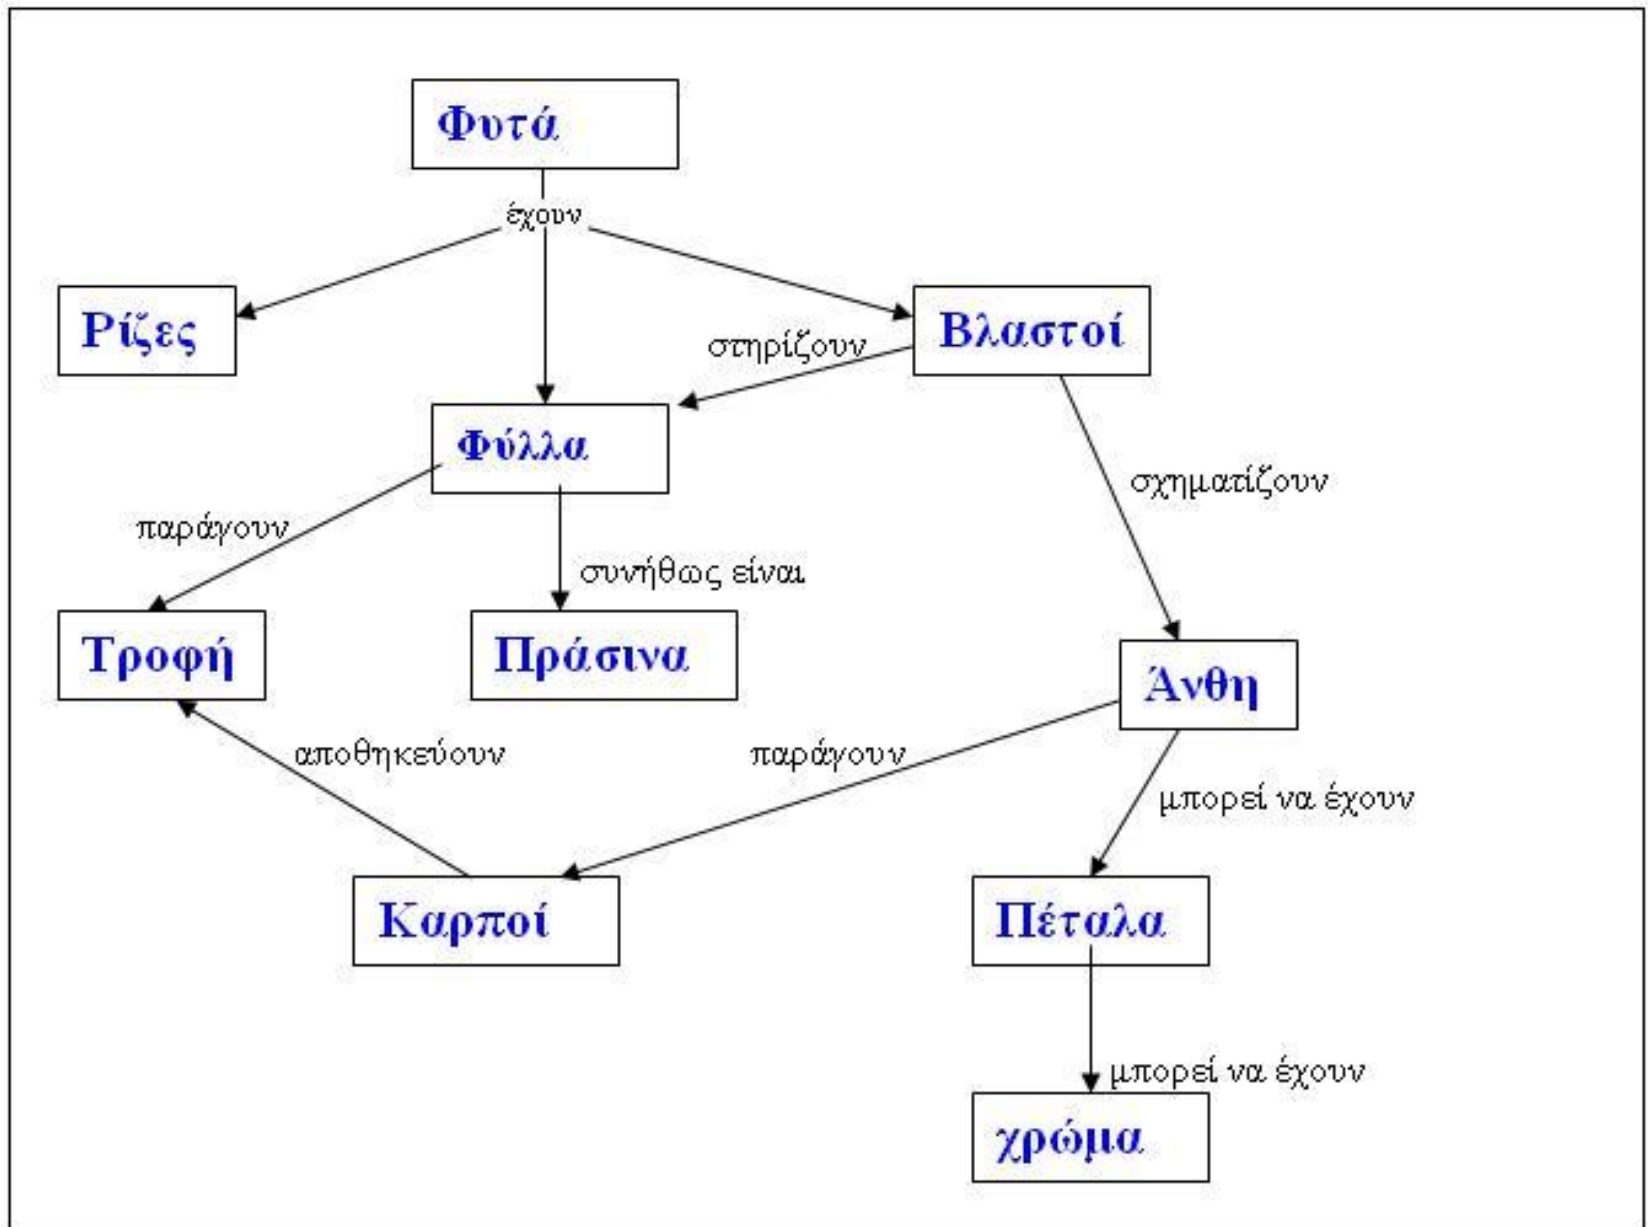 Φυτά
έχουν
Ρίζες
Βλαστοί
στηρίζουν
Φύλλα
σχηματίζουν
παράγουν
συνήθως είναι
Τροφή
Πράσινα
Άνθη
αποθηκεύουν
παράγουν
μπορεί να έχουν
Καρποί
Πέταλα
μπορεί να έχουν
χρώμα